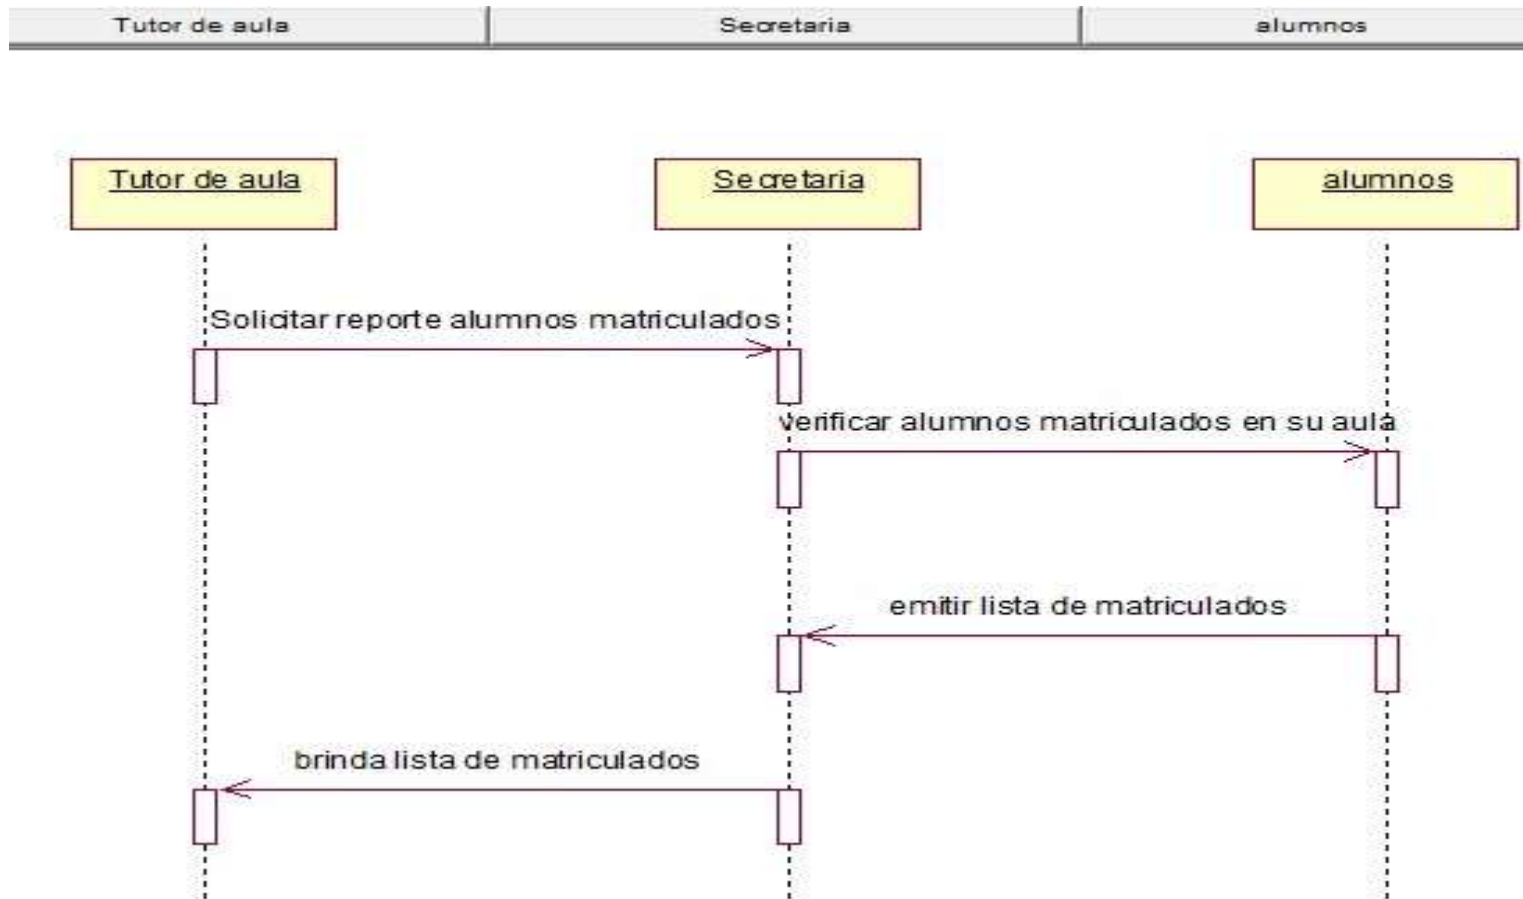 Tutor de aula
Secretaria
alumnos
Tutor de aula
Secretaria
alumnos
Solicitar reporte alumnos matriculados
verificar alumnos matriculados en su aula
emitir lista de matriculados
brinda lista de matriculados